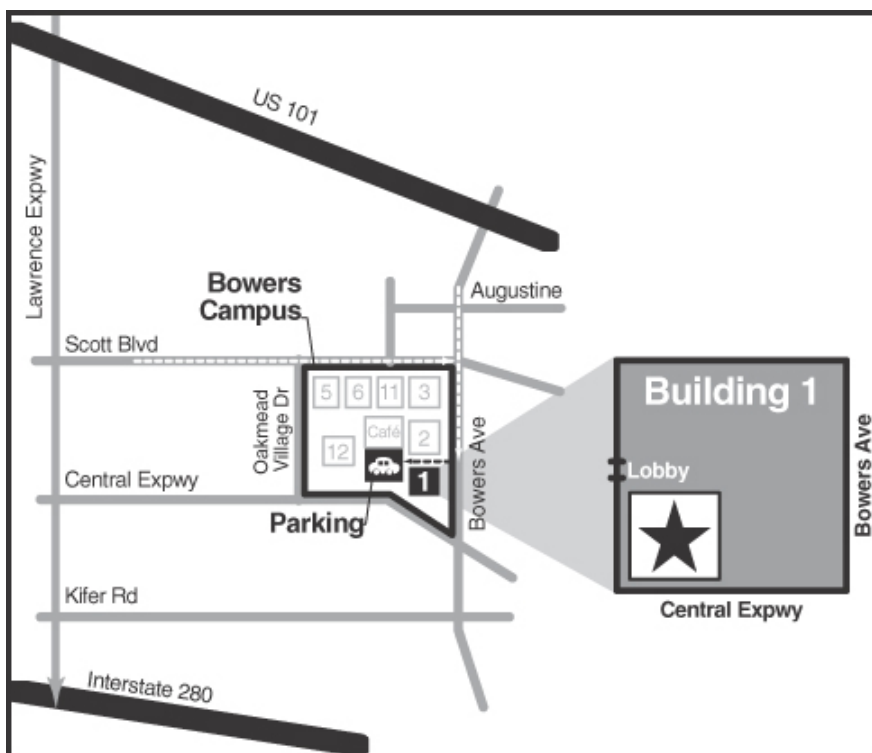 US 101
Lawrence Expwy
Bowers
Campus
Augustine
Scott Blvd
5 6 11 3
Oakmead
Village Dr
Café
2
12
1
Central Expwy
Parking
Bowers Ave
Building 1
Lobby
Bowers Ave
Central Expwy
Kifer Rd
Interstate 280